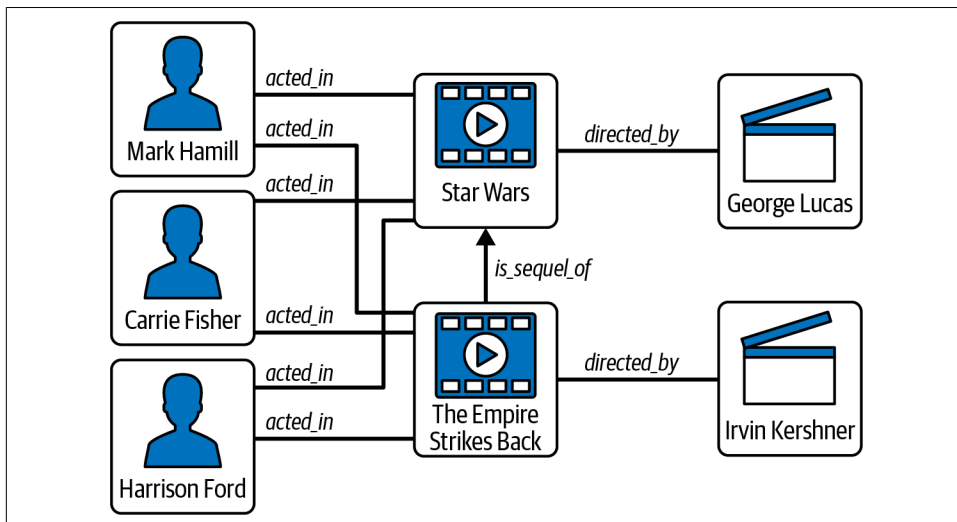 acted_in
acted_in
Mark Hamill
acted_in
Star Wars
directed_by
George Lucas
is_sequel_of
Carrie Fisher
acted_in
acted_in
acted_in
Harrison Ford
The Empire
Strikes Back
directed_by
Irvin Kershner